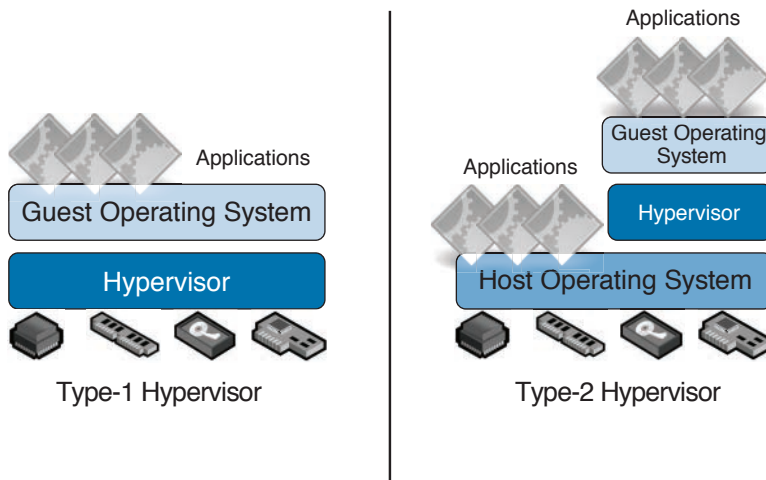 Applications
Guest Operating System
Hypervisor
Type-1 Hypervisor
Applications
Guest Operating
System
Applications
Hypervisor
Host Operating System
Type-2 Hypervisor